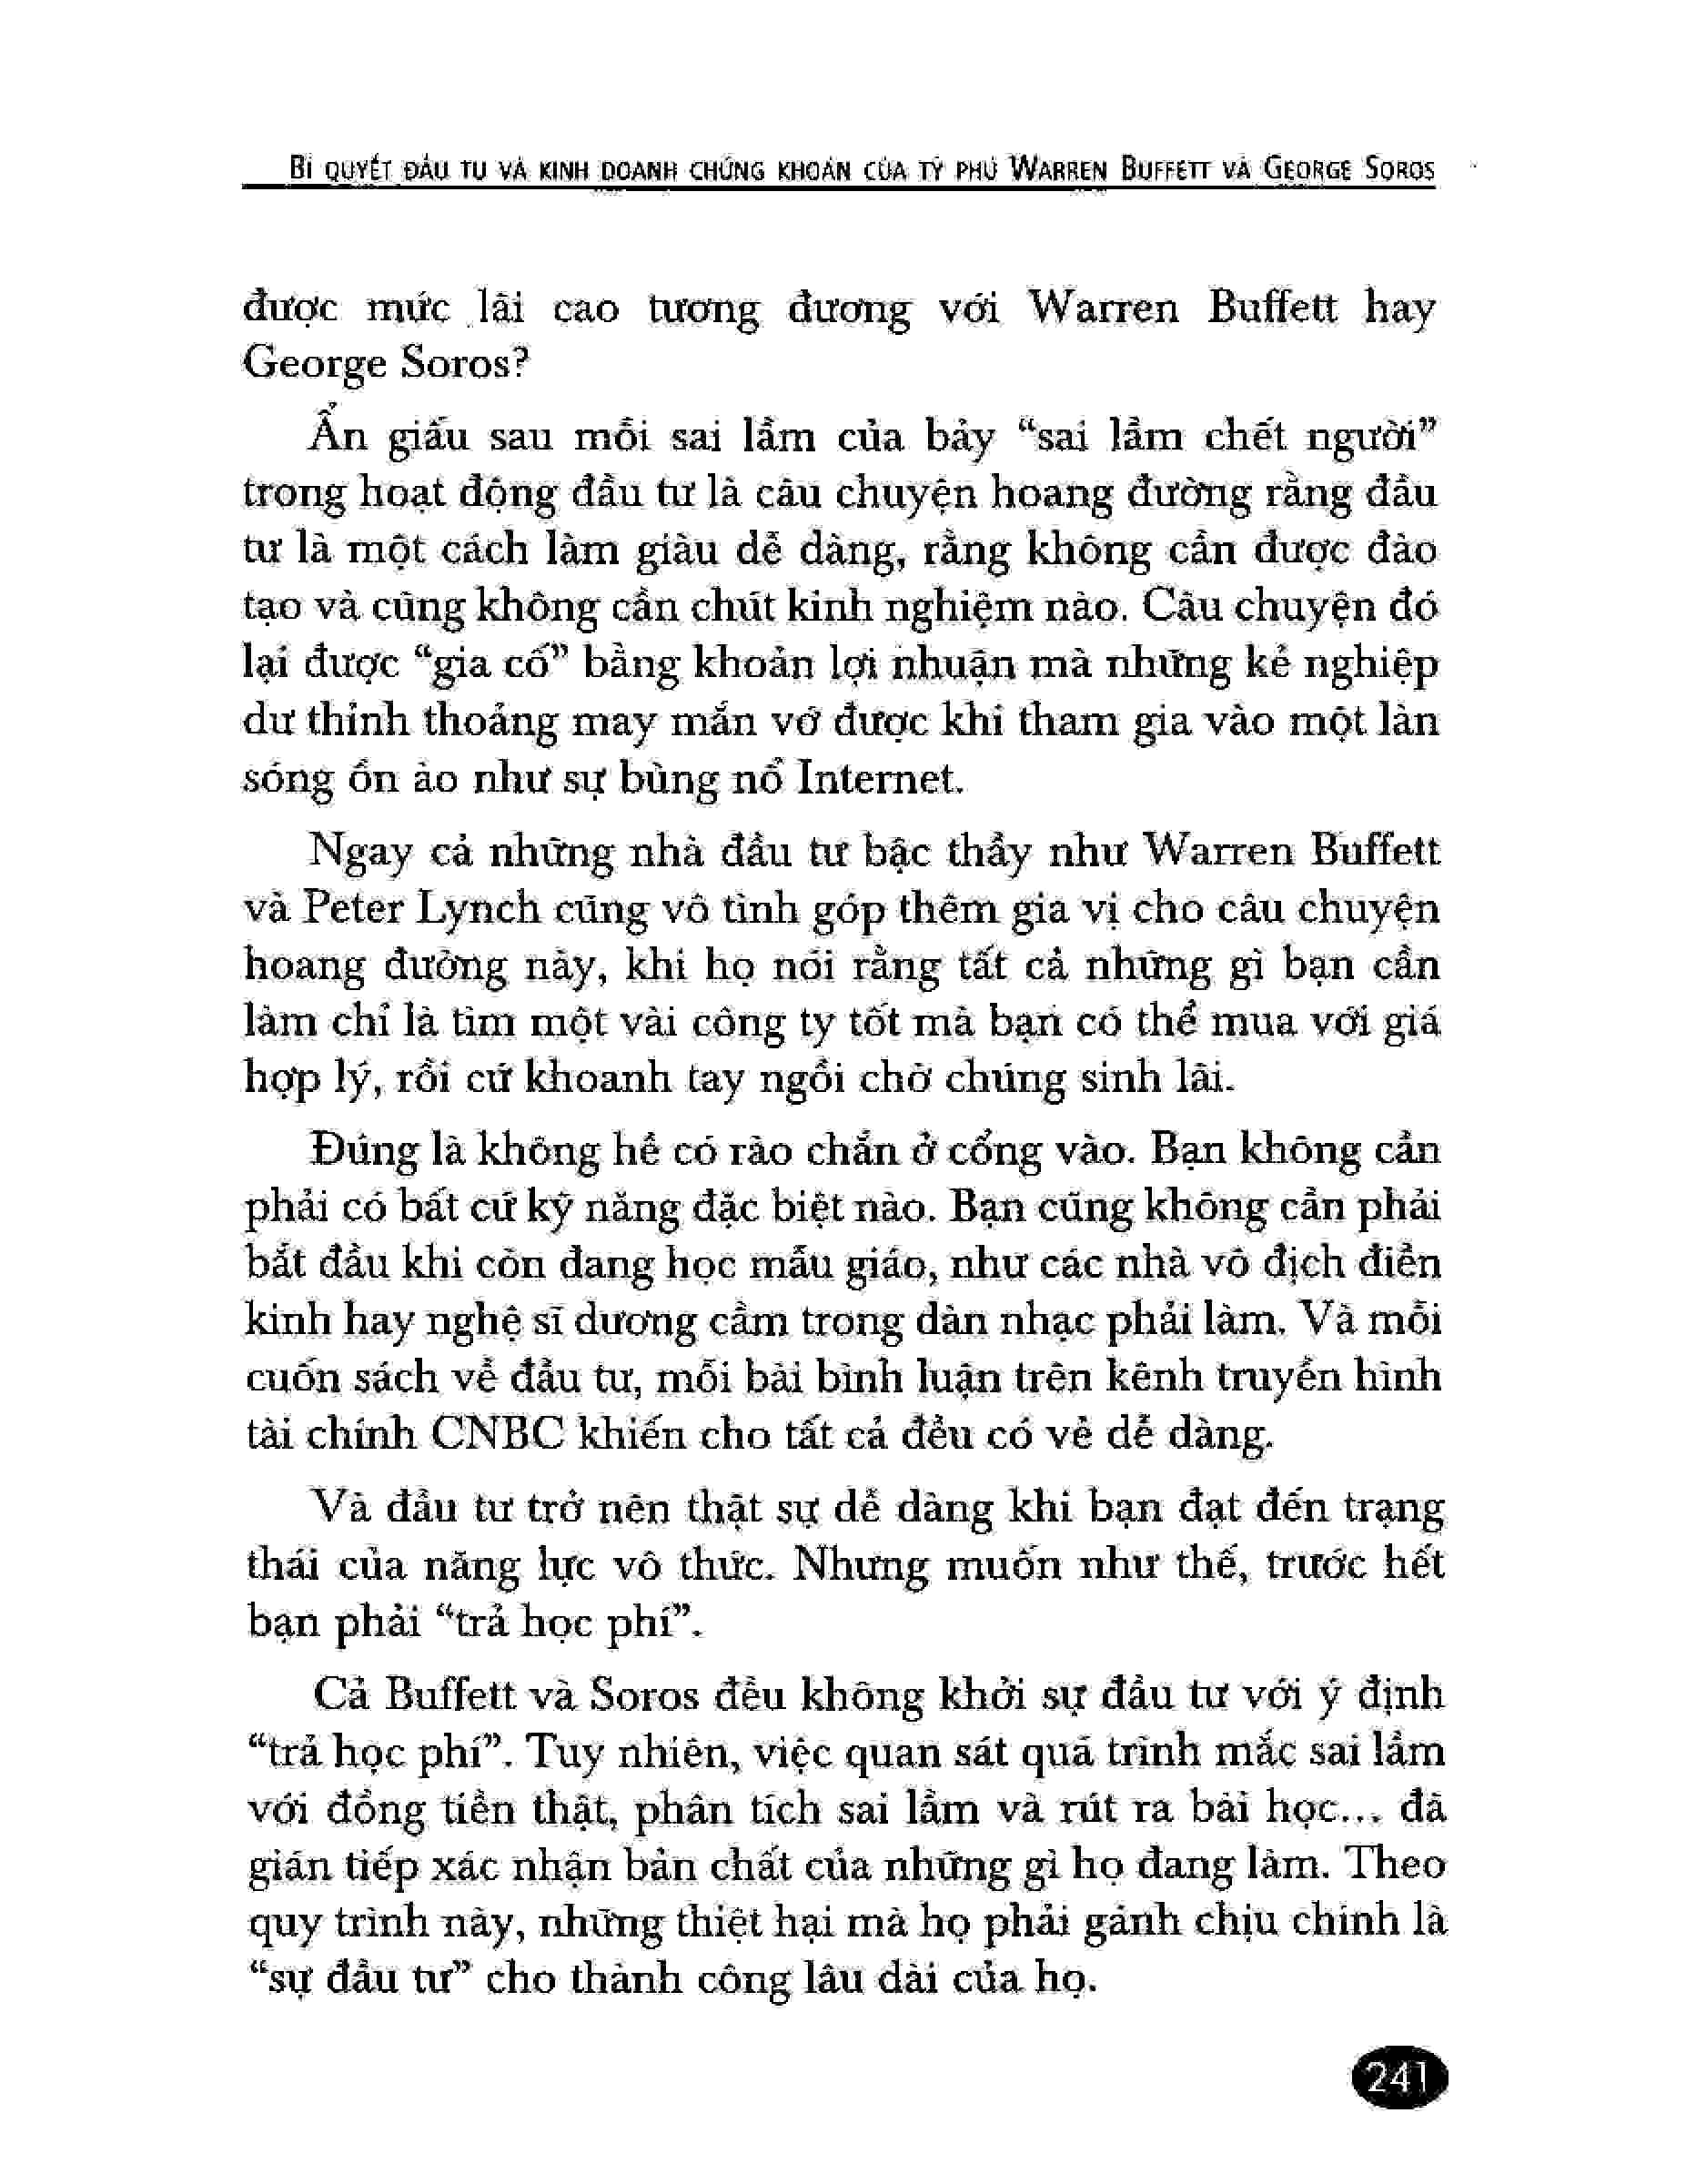 BÍ QUYẾT ĐẦU TƯ VÀ KINH DOANH CHỨNG KHOÁN CỦA TỶ PHÚ WARREN BUFFETT VÀ GEORGE SOROS
được mức lãi cao tương đương với Warren Buffett hay
George Soros?
Ẩn giấu sau mỗi sai lầm của bảy “sai lầm chết người”
trong hoạt động đầu tư là câu chuyện hoang đường rằng đầu
tư là một cách làm giàu dễ dàng, rằng không cần được đào
tạo và cũng không cần chút kinh nghiệm nào. Câu chuyện đó
lại được “gia cố” bằng khoản lợi nhuận mà những kẻ nghiệp
dư thỉnh thoảng may mắn vớ được khi tham gia vào một làn
sóng ồn ào như sự bùng nổ Internet.
Ngay cả những nhà đầu tư bậc thầy như Warren Buffett
và Peter Lynch cũng vô tình góp thêm gia vị cho câu chuyện
hoang đường này, khi họ nói rằng tất cả những gì bạn cần
làm chỉ là tìm một vài công ty tốt mà bạn có thể mua với giá
hợp lý, rồi cứ khoanh tay ngồi chờ chúng sinh lãi.
Đúng là không hề có rào chắn ở cổng vào. Bạn không cần
phải có bất cứ kỹ năng đặc biệt nào. Bạn cũng không cần phải
bắt đầu khi còn đang học mẫu giáo, như các nhà vô địch điền
kinh hay nghệ sĩ dương cầm trong dàn nhạc phải làm. Và mỗi
cuốn sách về đầu tư, mỗi bài bình luận trên kênh truyền hình
tài chính CNBC khiến cho tất cả đều có vẻ dễ dàng.
Và đầu tư trở nên thật sự dễ dàng khi bạn đạt đến trạng
thái của năng lực vô thức. Nhưng muốn như thế, trước hết
bạn phải “trả học phí”.
Cả Buffett và Soros đều không khởi sự đầu tư với ý định
“trả học phí”. Tuy nhiên, việc quan sát quá trình mắc sai lầm
với đồng tiền thật, phân tích sai lầm và rút ra bài học... đã
gián tiếp xác nhận bản chất của những gì họ đang làm. Theo
quy trình này, những thiệt hại mà họ phải gánh chịu chính là
“sự đầu tư” cho thành công lâu dài của họ.
241